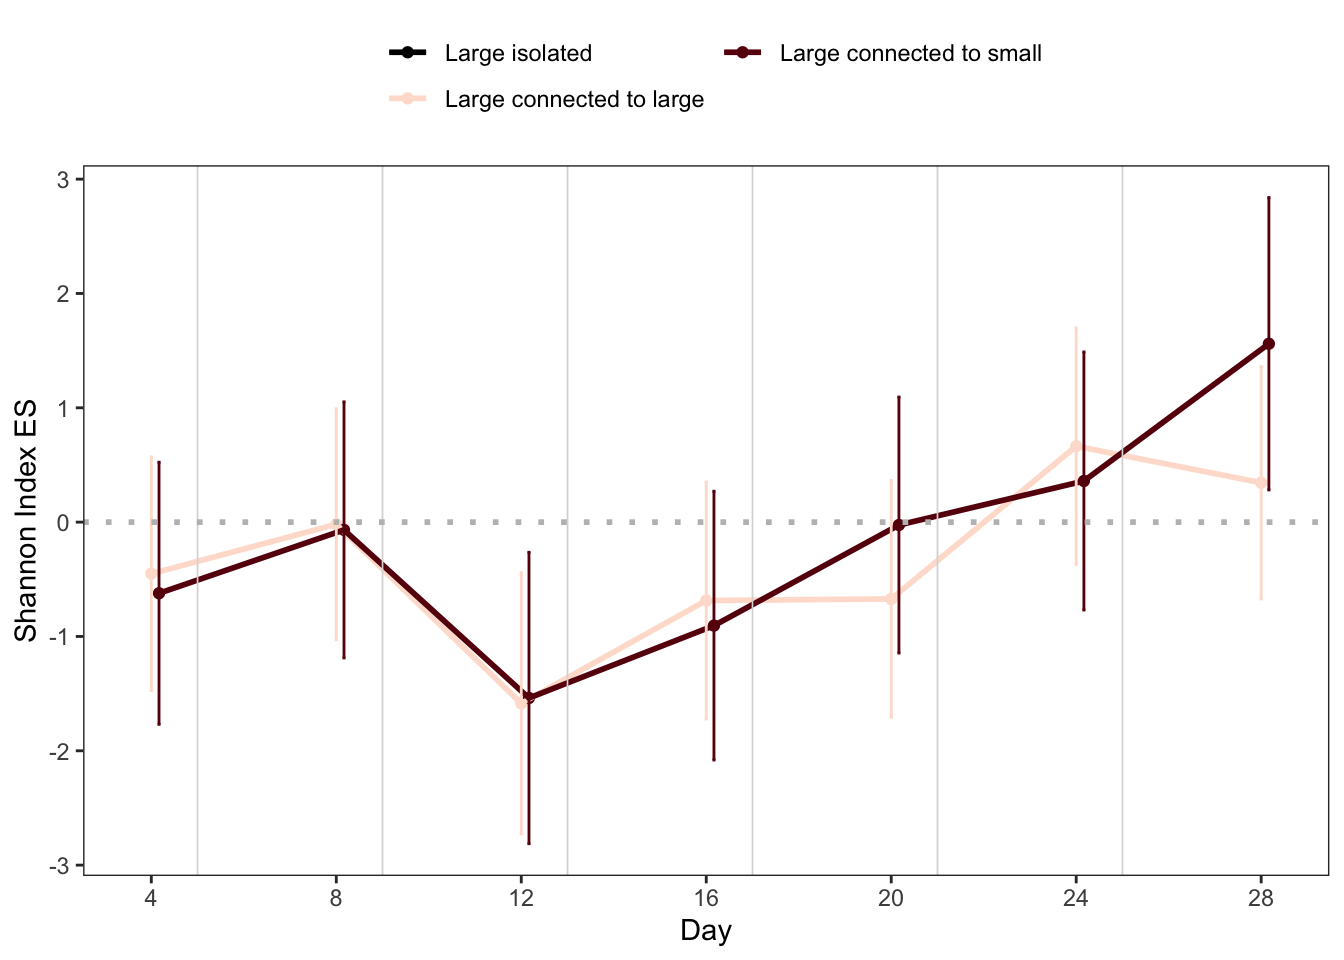 Large isolated
Large connected to small
Large connected to large
Shannon Index ES
3
2
1
0
-1
-2
-3
4 8 12 16 20 24 28
Day